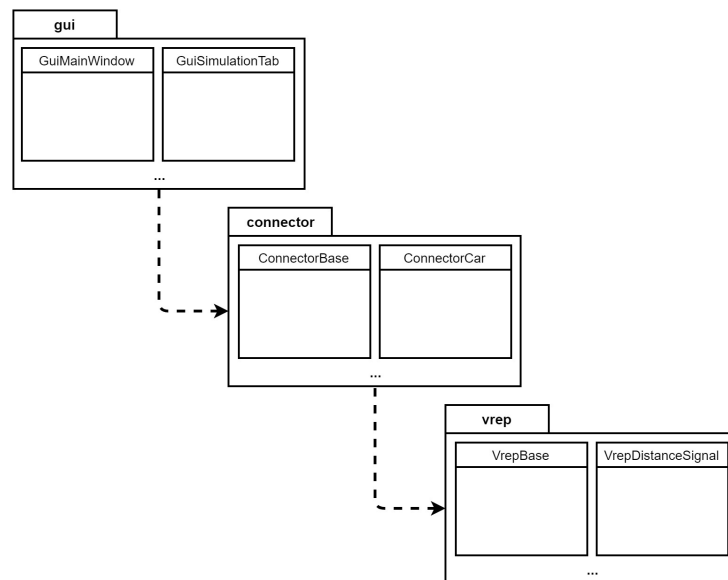 gui
GuiMainWindow
GuiSimulationTab
...
connector
ConnectorBase
ConnectorCar
...
vrep
VrepBase
VrepDistanceSignal
...